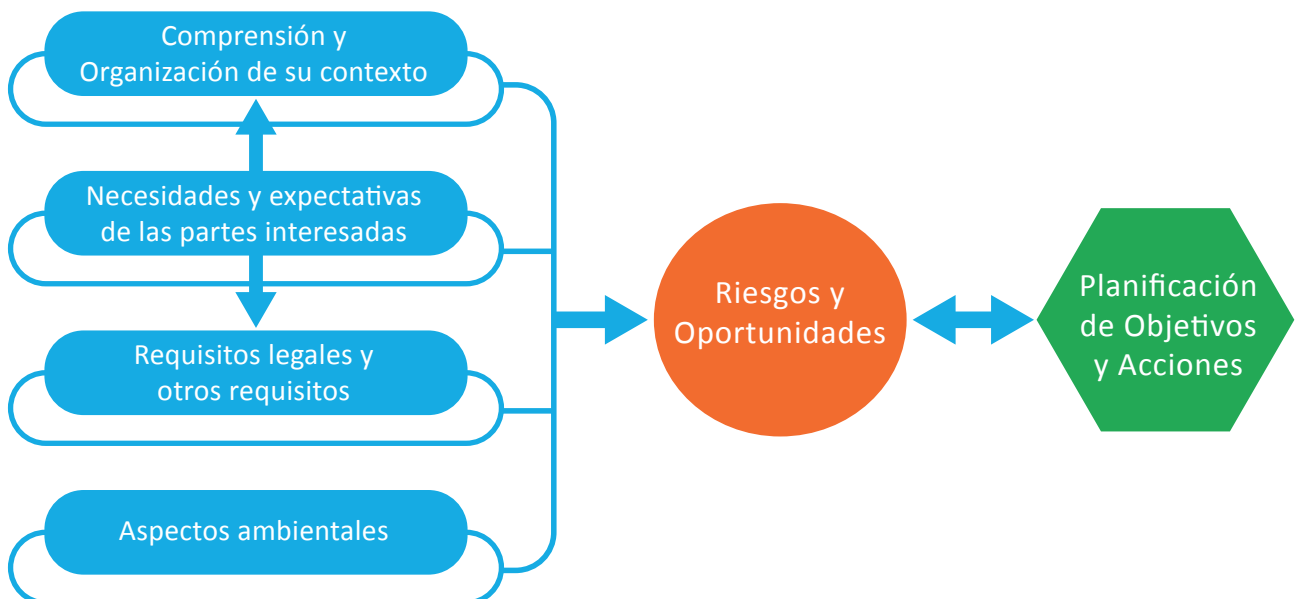 Comprensión y
Organización de su contexto
Necesidades y expectativas
de las partes interesadas
Requisitos legales y
otros requisitos
Aspectos ambientales
Riesgos y
Oportunidades
Planificación
de Objetivos
y Acciones